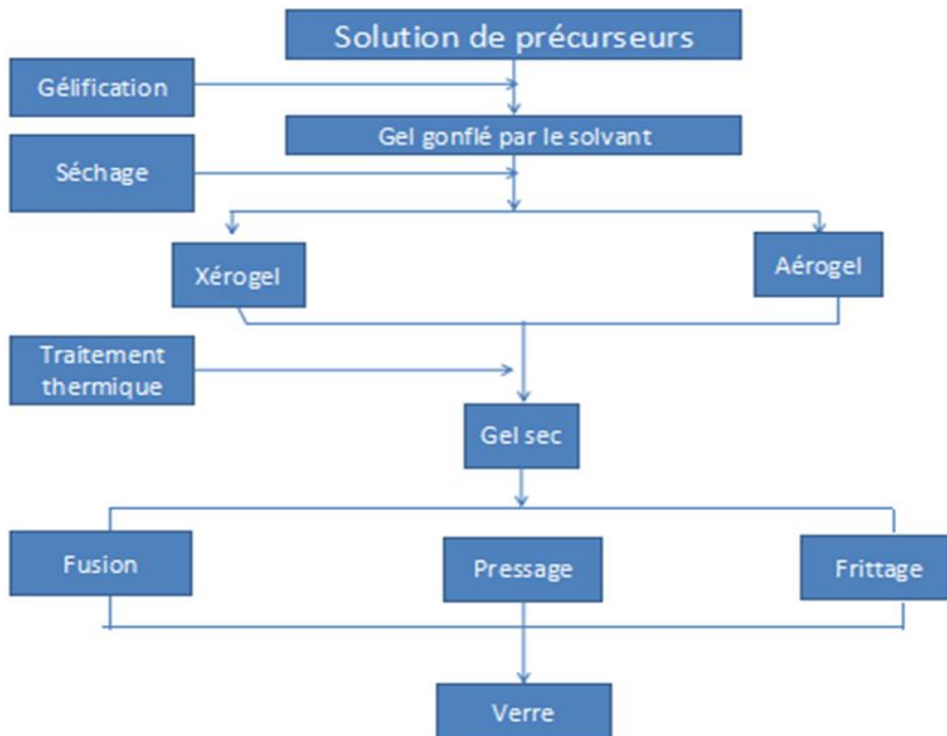 Solution de précurseurs
Gélification
Gel gonflé par le solvant
Séchage
Xérogel
Aérogel
Traitement
thermique
Gel sec
Fusion
Pressage
Frittage
Verre